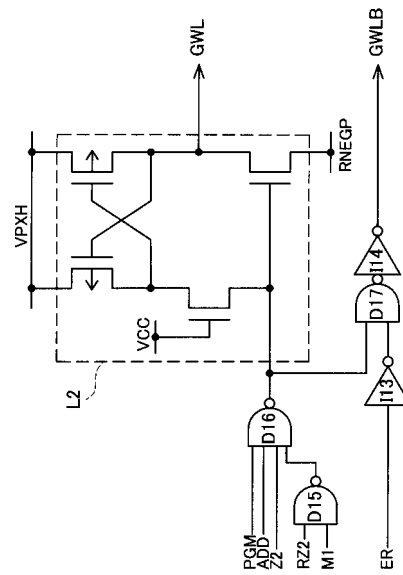 VPXH
L2
VCC
GWL
RNEGP
PGM
ADD
Z2
D16
RZ2
M1
D15
ER
I13
D17
I14
GWLB